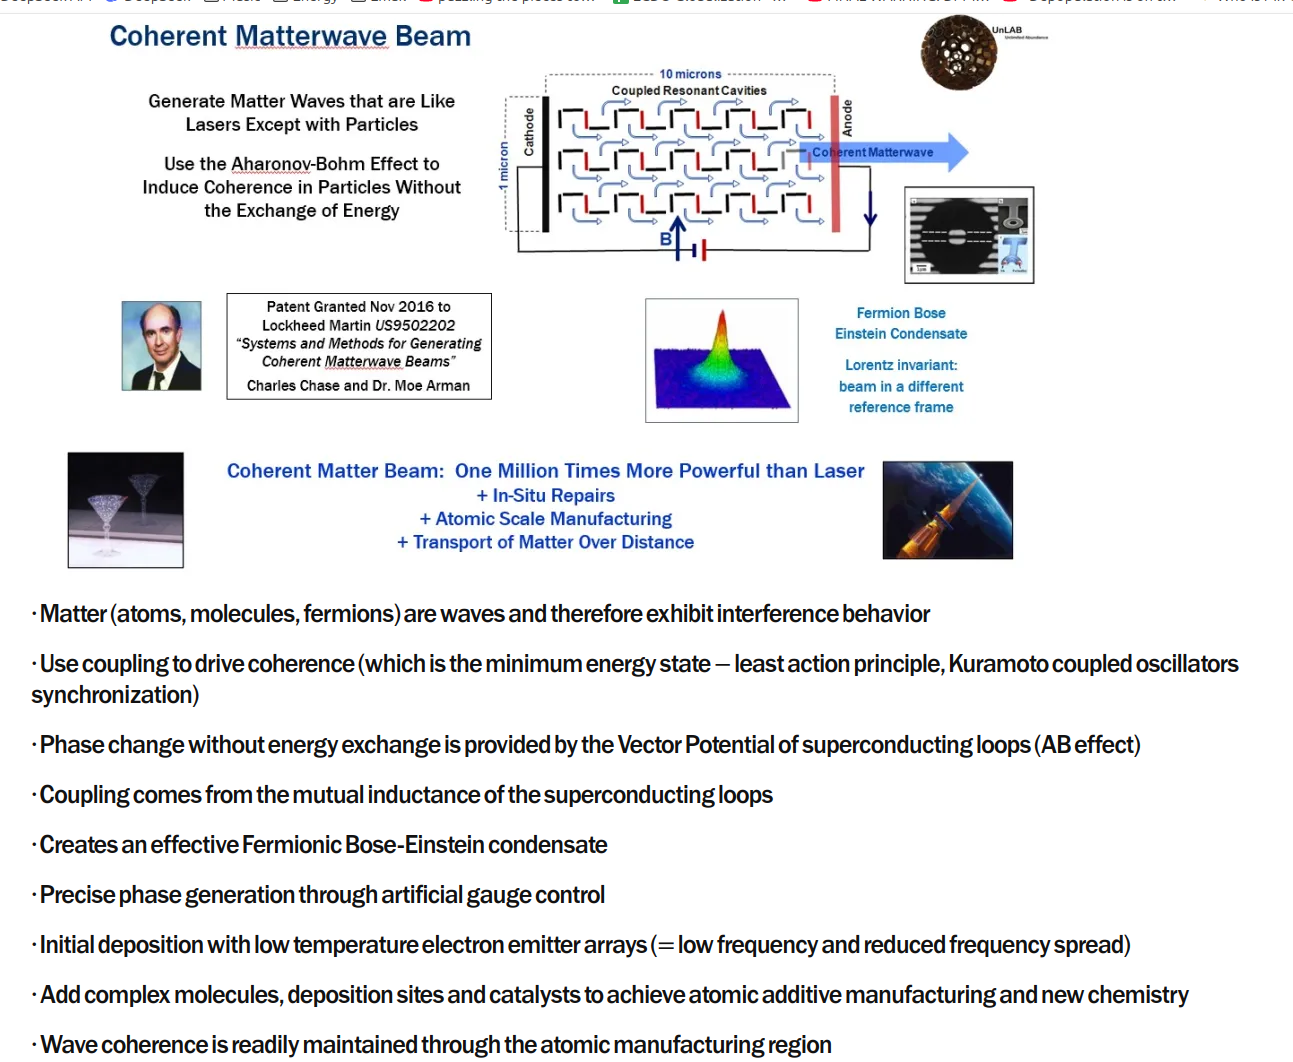 Coherent Matterwave Beam
UnLAB
Unlimited Abundance
Generate Matter Waves that are Like
Lasers Except with Particles
Use the Aharonov-Bohm Effect to
Induce Coherence in Particles Without
the Exchange of Energy
10 microns
Coupled Resonant Cavities
Cathode
Anode
1 micron
Coherent Matterwave
B
Patent Granted Nov 2016 to
Lockheed Martin US9502202
“Systems and Methods for Generating
Coherent Matterwave Beams”
Charles Chase and Dr. Moe Arman
Fermion Bose
Einstein Condensate
Lorentz invariant:
beam in a different
reference frame
Coherent Matter Beam: One Million Times More Powerful than Laser
+ In-Situ Repairs
+ Atomic Scale Manufacturing
+ Transport of Matter Over Distance
· Matter (atoms, molecules, fermions) are waves and therefore exhibit interference behavior
· Use coupling to drive coherence (which is the minimum energy state – least action principle, Kuramoto coupled oscillators
synchronization)
· Phase change without energy exchange is provided by the Vector Potential of superconducting loops (AB effect)
· Coupling comes from the mutual inductance of the superconducting loops
· Creates an effective Fermionic Bose-Einstein condensate
· Precise phase generation through artificial gauge control
· Initial deposition with low temperature electron emitter arrays (= low frequency and reduced frequency spread)
· Add complex molecules, deposition sites and catalysts to achieve atomic additive manufacturing and new chemistry
· Wave coherence is readily maintained through the atomic manufacturing region